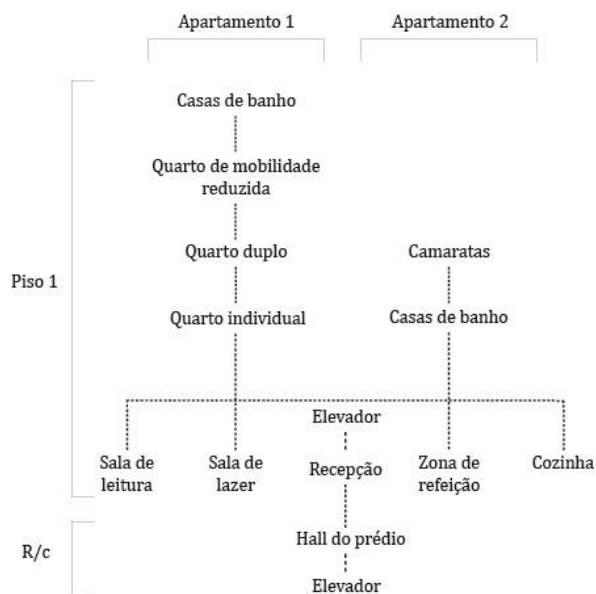 Apartamento 1
Apartamento 2
Casas de banho
Quarto de mobilidade
reduzida
Quarto duplo
Camaratas
Piso 1
Quarto individual
Casas de banho
Elevador
Sala de
leitura
Sala de
lazer
Recepção
Zona de
refeição
Cozinha
Hall do prédio
R/c
Elevador